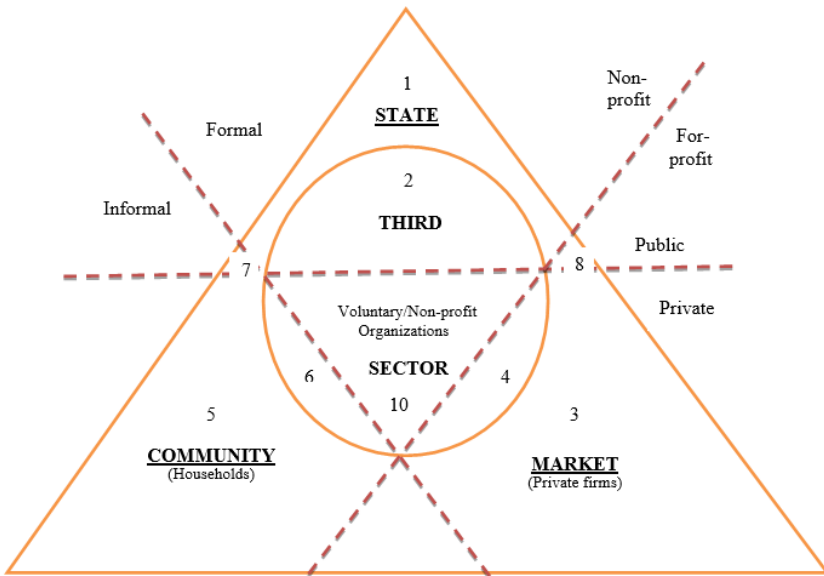 1
STATE
Non-
profit
Formal
For-
profit
2
Informal
THIRD
Public
7
8
Private
Voluntary/Non-profit
Organizations
SECTOR
6
4
10
5
3
COMMUNITY
(Households)
MARKET
(Private firms)